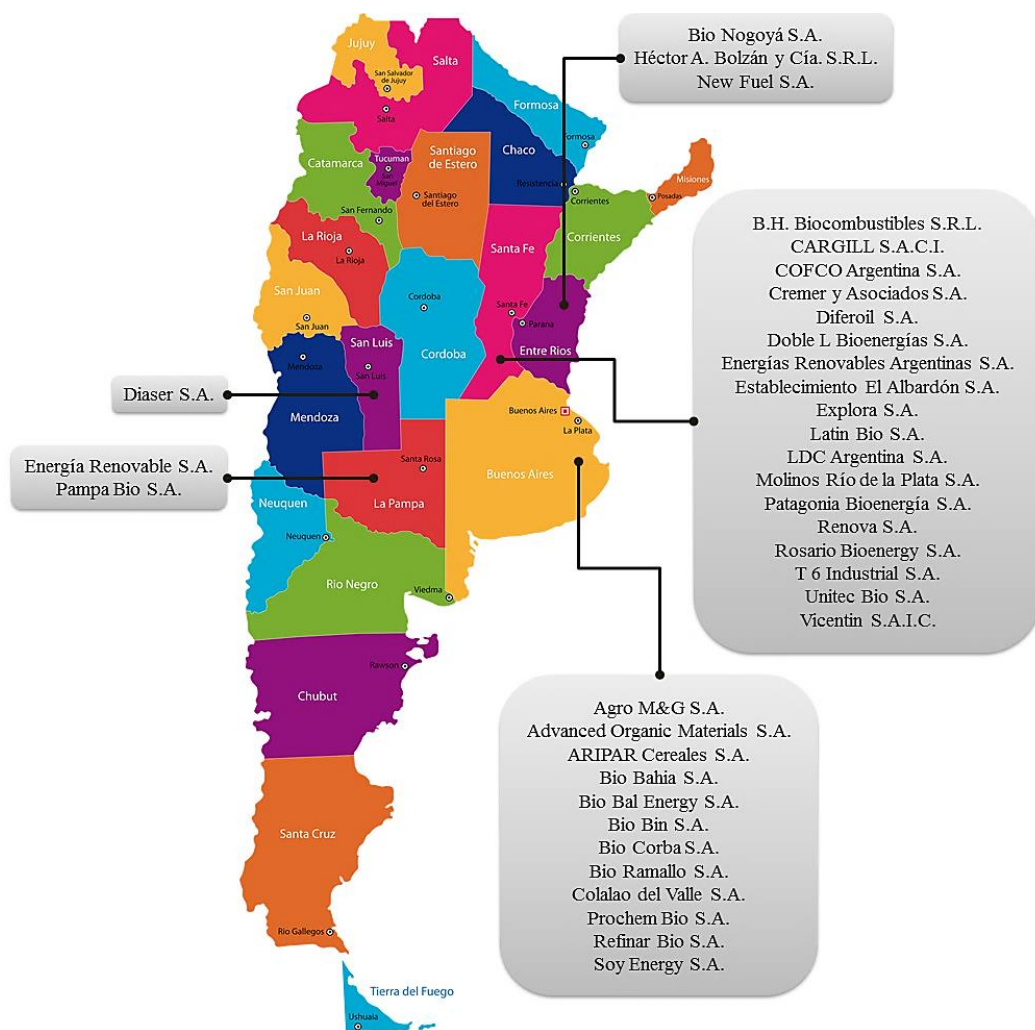 Bio Nogoyá S.A.
Héctor A. Bolzán y Cía. S.R.L.
New Fuel S.A.
Jujuy
San Salvador
de Jujuy
Salta
Salta
Formosa
Formosa
Chaco
Resistencia
Catamarca
Tucuman
San
Miguel
San Fernando
Santiago
de Estero
Santiago
del Estero
Misiones
Posadas
Corrientes
Corrientes
La Rioja
La Rioja
Santa Fe
Santa Fe
San Juan
San Juan
Cordoba
Cordoba
Parana
Entre Rios
San Luis
San Luis
Mendoza
Mendoza
Buenos Aires
La Plata
Buenos Aires
Santa Rosa
La Pampa
Neuquen
Neuquen
Rio Negro
Viedma
Rawson
Chubut
Santa Cruz
Rio Gallegos
Tierra del Fuego
Ushuaia
Diaser S.A.
Energía Renovable S.A.
Pampa Bio S.A.
B.H. Biocombustibles S.R.L.
CARGILL S.A.C.I.
COFCO Argentina S.A.
Cremer y Asociados S.A.
Diferoil S.A.
Doble L Bioenergías S.A.
Energías Renovables Argentinas S.A.
Establecimiento El Albardón S.A.
Explora S.A.
Latin Bio S.A.
LDC Argentina S.A.
Molinos Río de la Plata S.A.
Patagonia Bioenergía S.A.
Renova S.A.
Rosario Bioenergy S.A.
T 6 Industrial S.A.
Unitec Bio S.A.
Vicentin S.A.I.C.
Agro M&G S.A.
Advanced Organic Materials S.A.
ARIPAR Cereales S.A.
Bio Bahia S.A.
Bio Bal Energy S.A.
Bio Bin S.A.
Bio Corba S.A.
Bio Ramallo S.A.
Colalao del Valle S.A.
Prochem Bio S.A.
Refinar Bio S.A.
Soy Energy S.A.